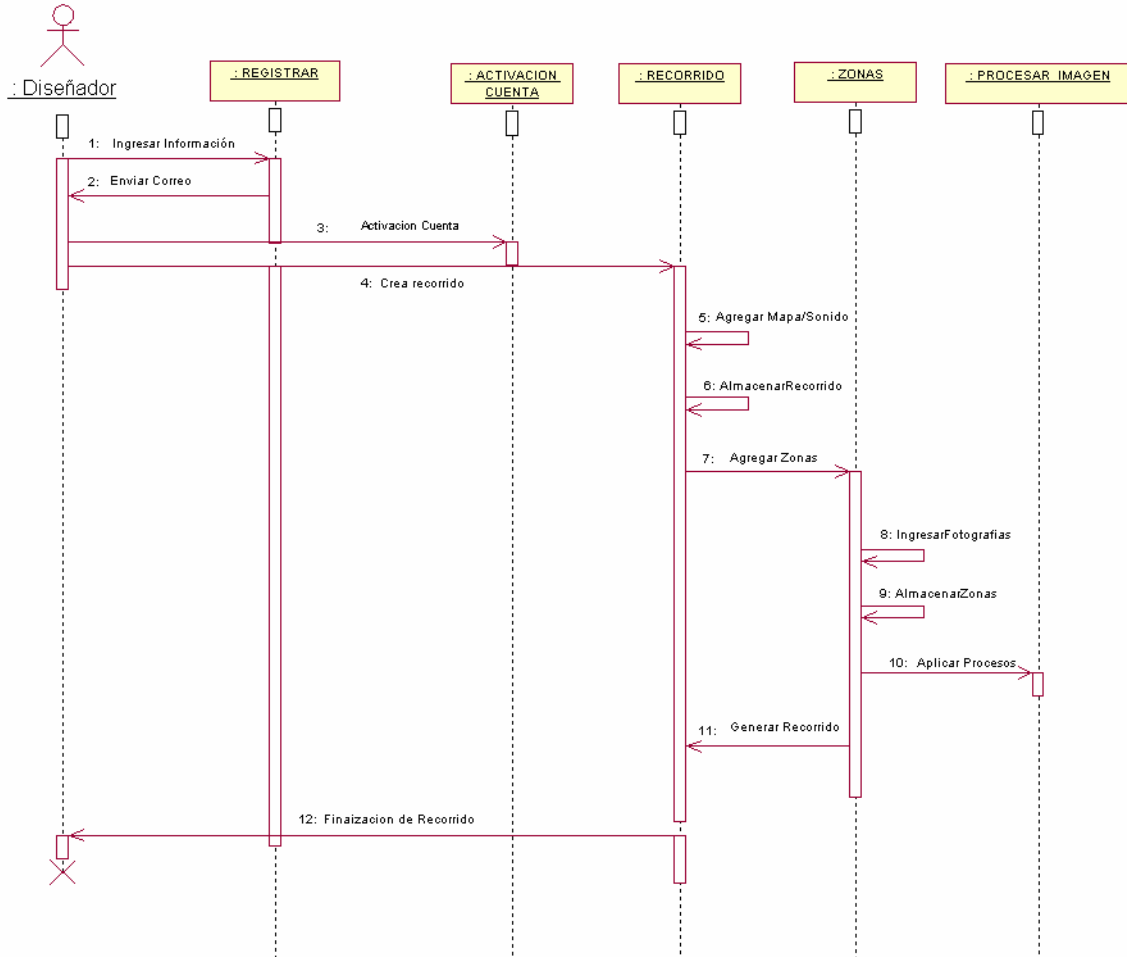 : Diseñador
: REGISTRAR
: ACTIVACION
CUENTA
: RECORRIDO
: ZONAS
: PROCESAR IMAGEN
1: Ingresar Información
2: Enviar Correo
3: Activacion Cuenta
4: Crea recorrido
5: Agregar Mapa/Sonido
6: AlmacenarRecorrido
7: Agregar Zonas
8: IngresarFotografias
9: AlmacenarZonas
10: Aplicar Procesos
11: Generar Recorrido
12: Finaizacion de Recorrido